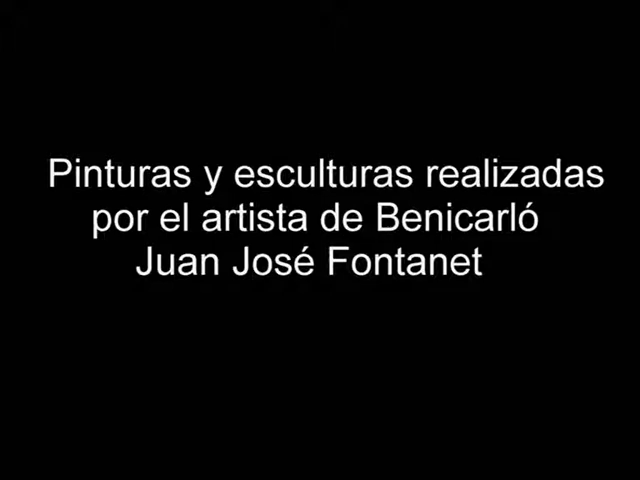 Pinturas y esculturas realizadas
por el artista de Benicarló
Juan José Fontanet